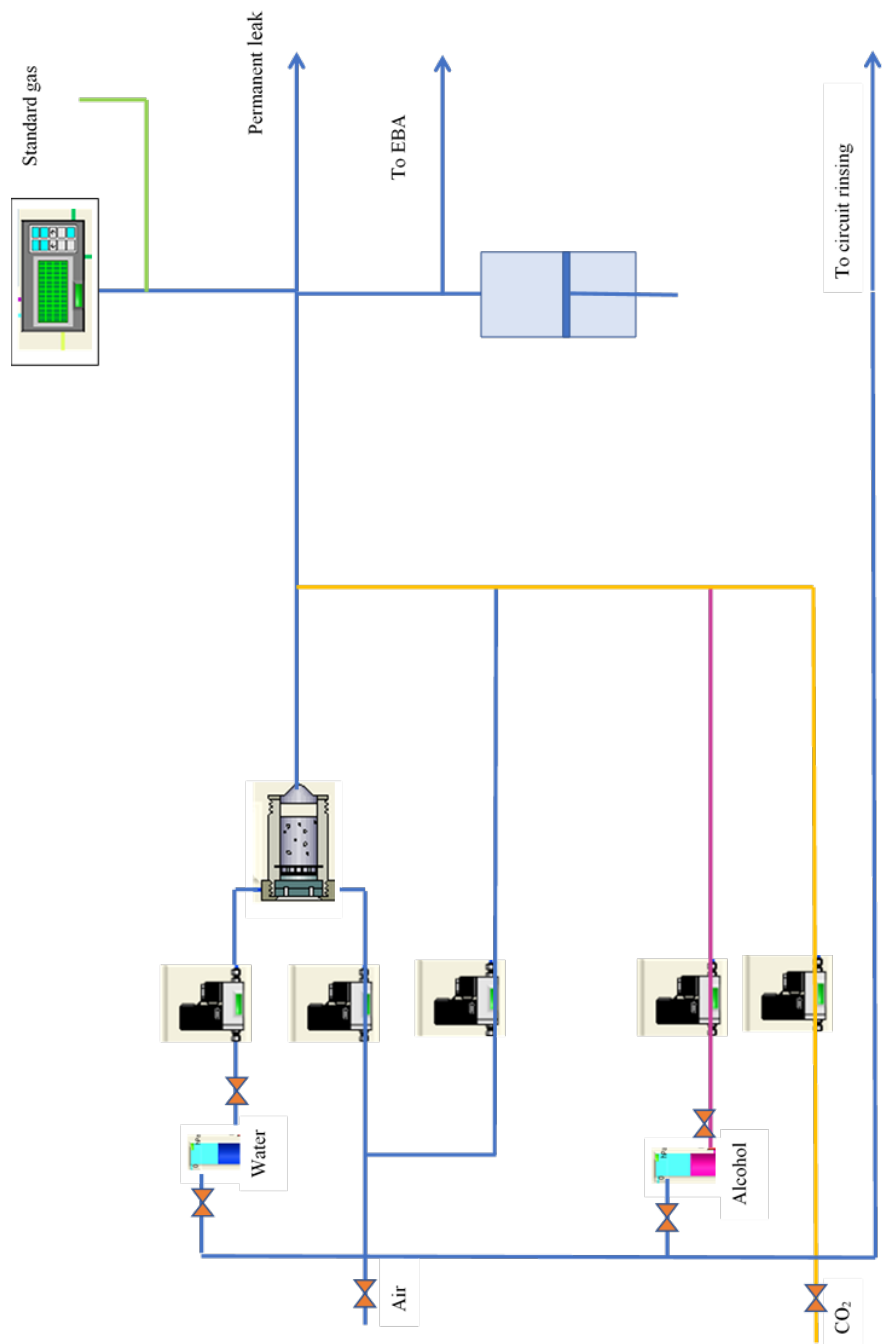 Standard gas
Permanent leak
To EBA
To circuit rinsing
Water
Air
Alcohol
CO₂